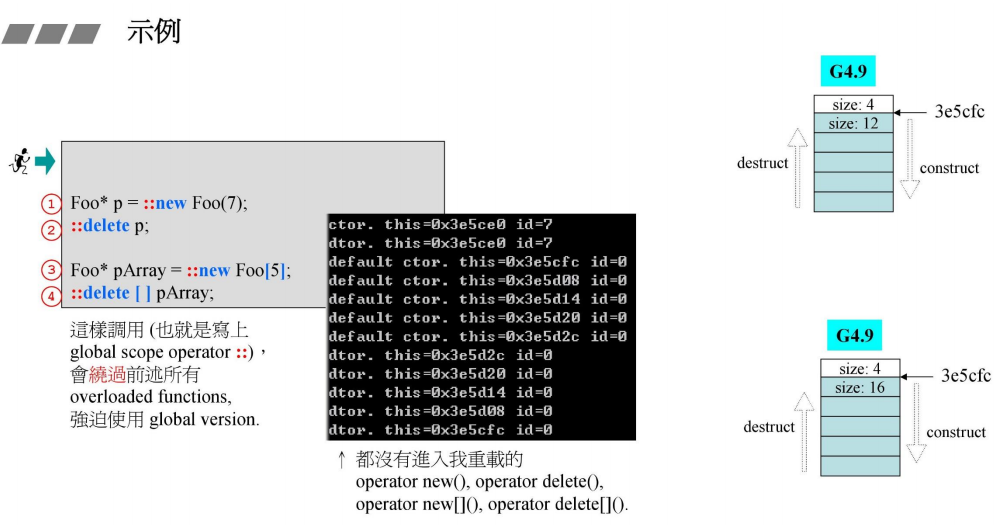 示例
① Foo* p = ::new Foo(7);
② ::delete p;
③ Foo* pArray = ::new Foo[5];
④ ::delete [ ] pArray;
這樣調用 (也就是寫上
global scope operator ::)，
會繞過前述所有
overloaded functions,
強迫使用 global version.
ctor. this=0x3e5ce0 id=7
dtor. this=0x3e5ce0 id=7
default ctor. this=0x3e5cfc id=0
default ctor. this=0x3e5d08 id=0
default ctor. this=0x3e5d14 id=0
default ctor. this=0x3e5d20 id=0
default ctor. this=0x3e5d2c id=0
dtor. this=0x3e5d2c id=0
dtor. this=0x3e5d20 id=0
dtor. this=0x3e5d14 id=0
dtor. this=0x3e5d08 id=0
dtor. this=0x3e5cfc id=0
↑ 都沒有進入我重載的
operator new(), operator delete(),
operator new[](), operator delete[]().
G4.9
size: 4
3e5cfc
size: 12
destruct
construct
G4.9
size: 4
3e5cfc
size: 16
destruct
construct